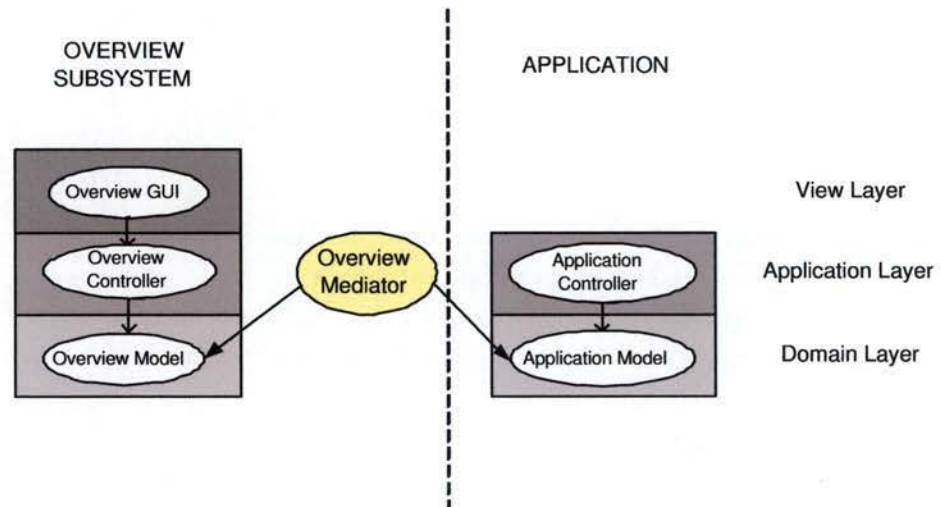 OVERVIEW
SUBSYSTEM
APPLICATION
Overview GUI
View Layer
Overview
Controller
Overview
Mediator
Application
Controller
Application Layer
Overview Model
Application Model
Domain Layer